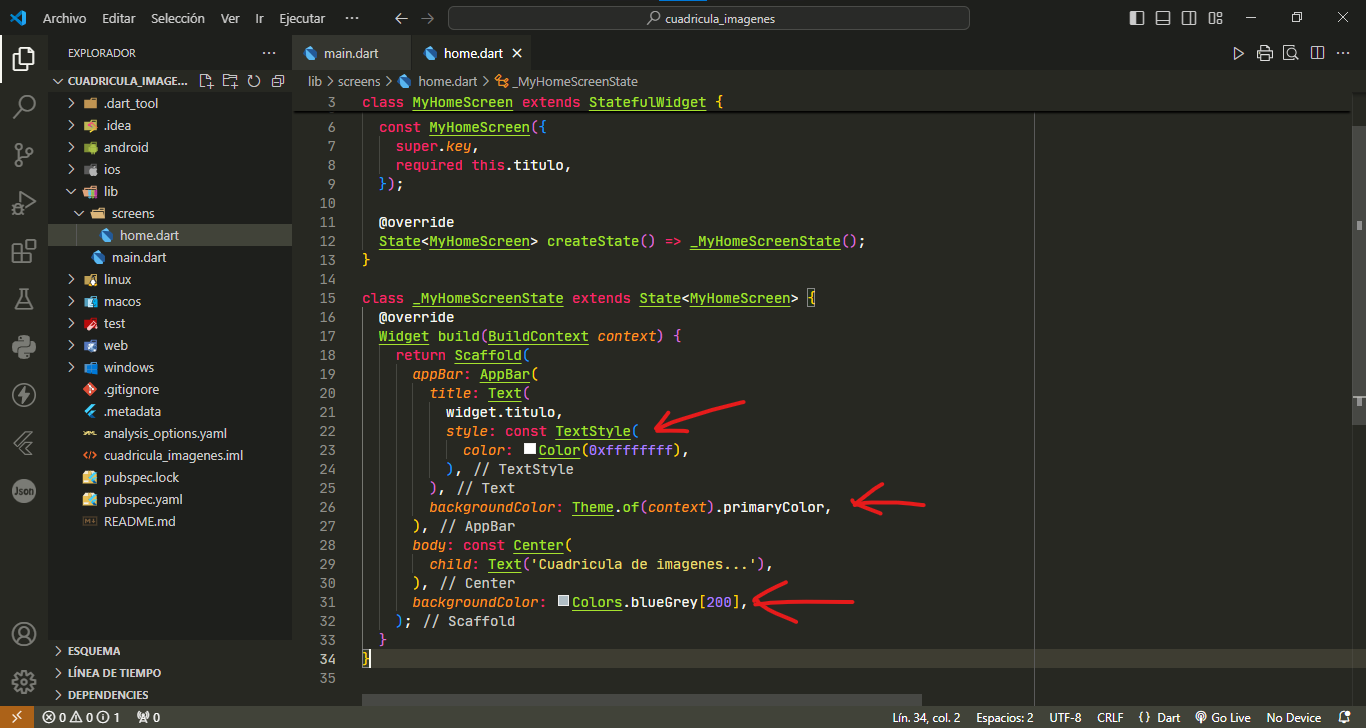 Archivo Editar Selección Ver Ir Ejecutar ··· cuadricula_imagenes
EXPLORADOR ···
main.dart home.dart
CUADRICULA_IMAGE...
lib > screens > home.dart > _MyHomeScreenState
.dart_tool
.idea
android
ios
lib
screens
home.dart
main.dart
linux
macos
test
web
windows
.gitignore
.metadata
analysis_options.yaml
cuadricula_imagenes.iml
pubspec.lock
pubspec.yaml
README.md
ESQUEMA
LÍNEA DE TIEMPO
DEPENDENCIES
Json
3 class MyHomeScreen extends StatefulWidget {
6 const MyHomeScreen({
7 super.key,
8 required this.titulo,
9 });
10
11 @override
12 State<MyHomeScreen> createState() => _MyHomeScreenState();
13 }
14
15 class _MyHomeScreenState extends State<MyHomeScreen> {
16 @override
17 Widget build(BuildContext context) {
18 return Scaffold(
19 appBar: AppBar(
20 title: Text(
21 widget.titulo,
22 style: const TextStyle(
23 color: Color(0xffffffff),
24 ), // TextStyle
25 ), // Text
26 backgroundColor: Theme.of(context).primaryColor,
27 ), // AppBar
28 body: const Center(
29 child: Text('Cuadricula de imagenes...'),
30 ), // Center
31 backgroundColor: Colors.blueGrey[200],
32 ); // Scaffold
33 }
34 }
35
0 0 1 0 Lín. 34, col. 2 Espacios: 2 UTF-8 CRLF {} Dart Go Live No Device